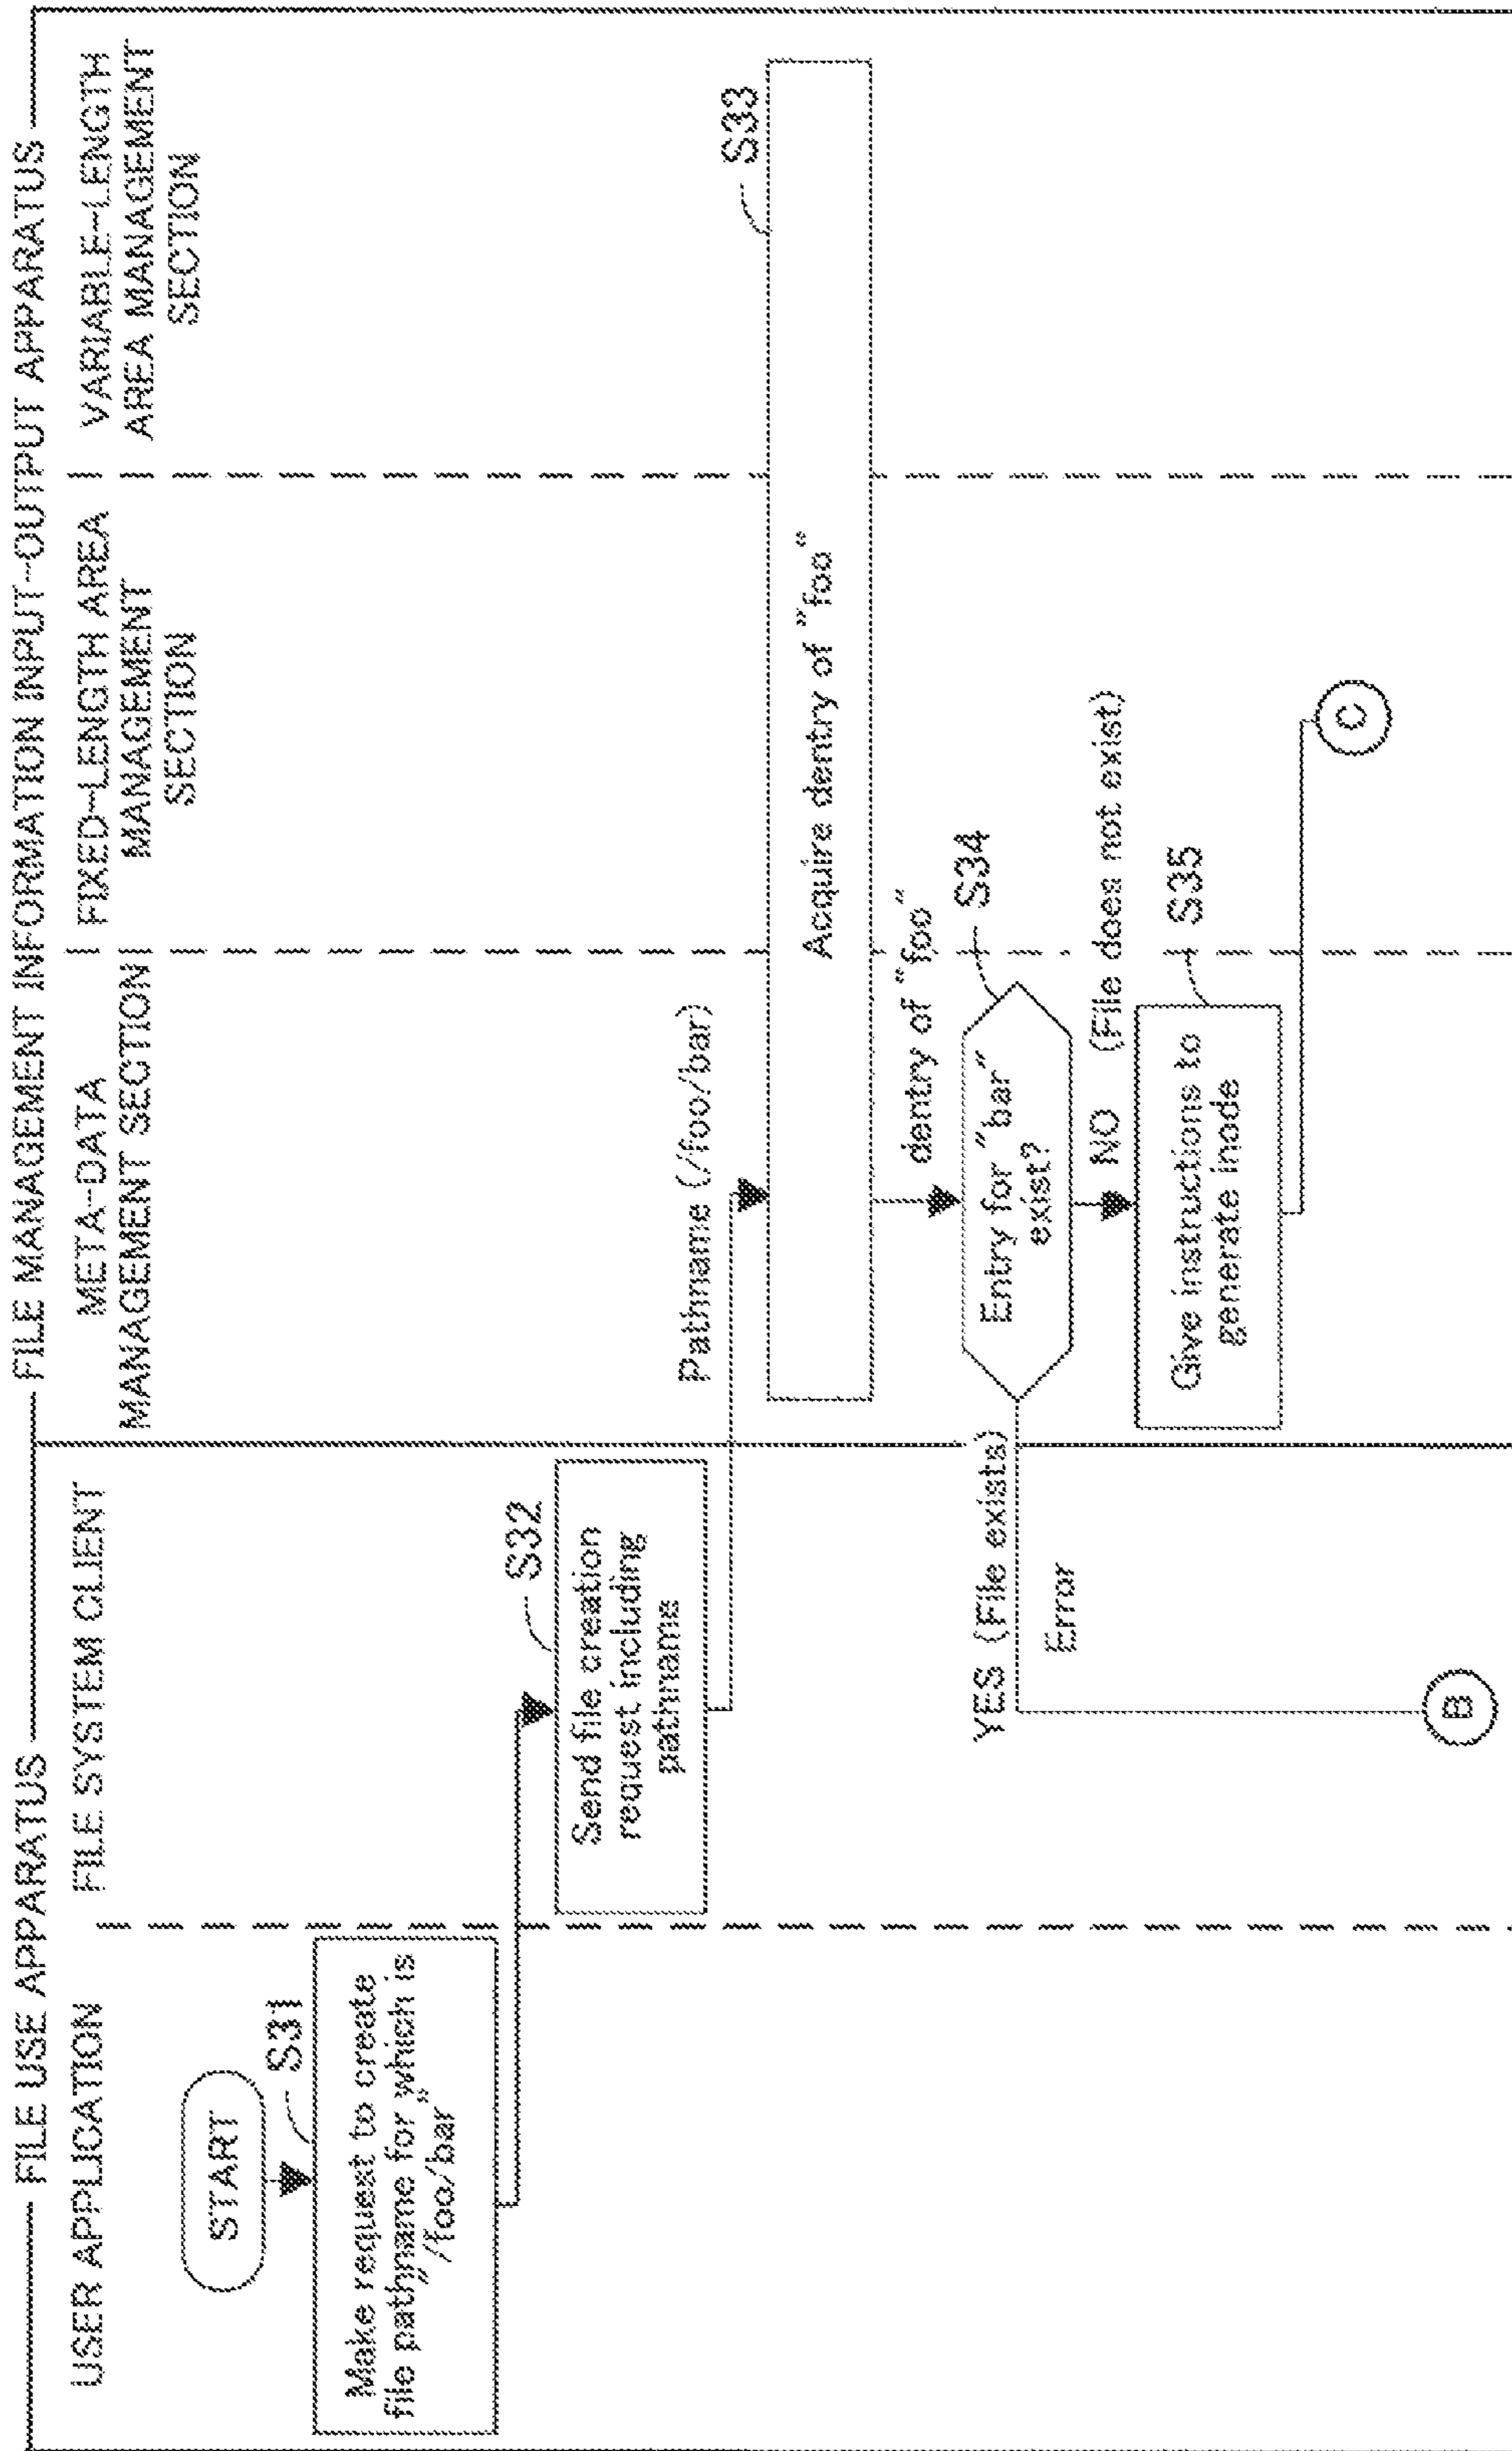 FILE USE APPARATUS
FILE MANAGEMENT INFORMATION INPUT-OUTPUT APPARATUS
USER APPLICATION
FILE SYSTEM CLIENT
META-DATA
MANAGEMENT SECTION
FIXED-LENGTH AREA
MANAGEMENT
SECTION
VARIABLE-LENGTH
AREA MANAGEMENT
SECTION
START
S31
Make request to create
file pathname for which is
"/foo/bar"
S32
Send file creation
request including
pathname
Pathname (/foo/bar)
S33
Acquire dentry of "foo"
dentry of "foo"
S34
Entry for "bar"
exist?
YES (File exists)
Error
NO (File does not exist)
S35
Give instructions to
generate inode
C
B